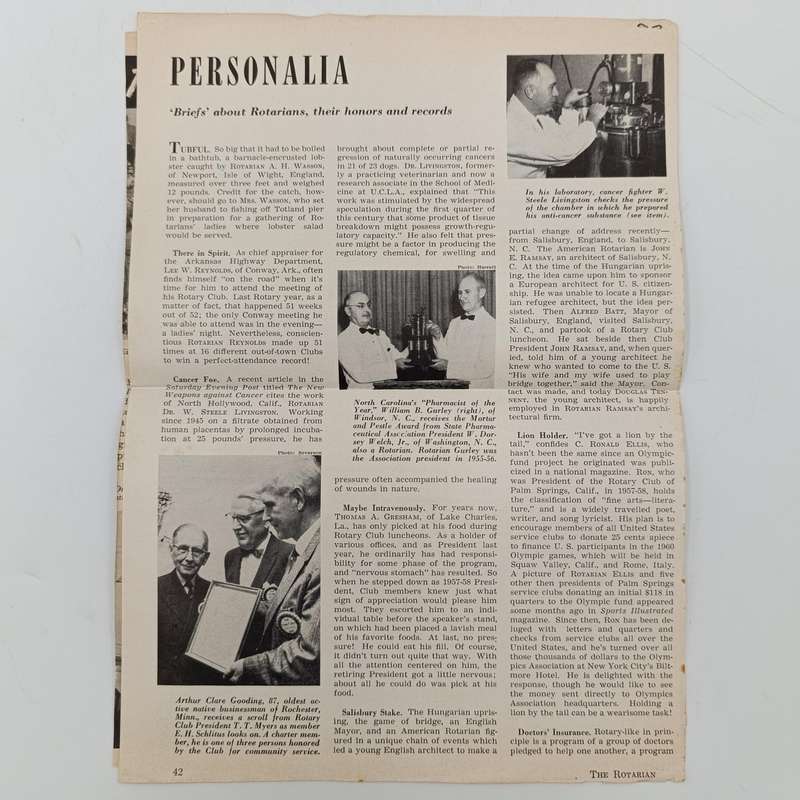 PERSONALIA
'Briefs' about Rotarians, their honors and records
TUBFUL. So big that it had to be boiled
in a bathtub, a barnacle-encrusted lob-
ster caught by ROTARIAN A. H. WASSON,
of Newport, Isle of Wight, England,
measured over three feet and weighed
12 pounds. Credit for the catch, how-
ever, should go to MRS. WASSON, who set
her husband to fishing off Totland pier
in preparation for a gathering of Ro-
tarians' ladies where lobster salad
would be served.
There in Spirit. As chief appraiser for
the Arkansas Highway Department,
LEE W. REYNOLDS, of Conway, Ark., often
finds himself "on the road" when it's
time for him to attend the meeting of
his Rotary Club. Last Rotary year, as a
matter of fact, that happened 51 weeks
out of 52; the only Conway meeting he
was able to attend was in the evening—
a ladies' night. Nevertheless, conscien-
tious ROTARIAN REYNOLDS made up 51
times at 16 different out-of-town Clubs
to win a perfect-attendance record!
Cancer Foe. A recent article in the
Saturday Evening Post titled The New
Weapons against Cancer cites the work
of North Hollywood, Calif., ROTARIAN
DR. W. STEELE LIVINGSTON. Working
since 1945 on a filtrate obtained from
human placentas by prolonged incuba-
tion at 25 pounds' pressure, he has
Photo: Severson
Arthur Clare Gooding, 87, oldest ac-
tive native businessman of Rochester,
Minn., receives a scroll from Rotary
Club President T. T. Myers as member
E. H. Schlitus looks on. A charter mem-
ber, he is one of three persons honored
by the Club for community service.
brought about complete or partial re-
gression of naturally occurring cancers
in 21 of 23 dogs. DR. LIVINGSTON, former-
ly a practicing veterinarian and now a
research associate in the School of Medi-
cine at U.C.L.A., explained that "This
work was stimulated by the widespread
speculation during the first quarter of
this century that some product of tissue
breakdown might possess growth-regu-
latory capacity." He also felt that pres-
sure might be a factor in producing the
regulatory chemical, for swelling and
Photo:
North Carolina's "Pharmacist of the
Year," William B. Gurley (right), of
Windsor, N. C., receives the Mortar
and Pestle Award from State Pharma-
ceutical Association President W. Dor-
sey Welch, Jr., of Washington, N. C.,
also a Rotarian. Rotarian Gurley was
the Association president in 1955-56.
pressure often accompanied the healing
of wounds in nature.
Maybe Intravenously. For years now,
THOMAS A. GRESHAM, of Lake Charles,
La., has only picked at his food during
Rotary Club luncheons. As a holder of
various offices, and as President last
year, he ordinarily has had responsi-
bility for some phase of the program,
and "nervous stomach" has resulted. So
when he stepped down as 1957-58 Presi-
dent, Club members knew just what
sign of appreciation would please him
most. They escorted him to an indi-
vidual table before the speaker's stand,
on which had been placed a lavish meal
of his favorite foods. At last, no pres-
sure! He could eat his fill. Of course,
it didn't turn out quite that way. With
all the attention centered on him, the
retiring President got a little nervous;
about all he could do was pick at his
food.
Salisbury Stake. The Hungarian upris-
ing, the game of bridge, an English
Mayor, and an American Rotarian fig-
ured in a unique chain of events which
led a young English architect to make a
In his laboratory, cancer fighter W.
Steele Livingston checks the pressure
of the chamber in which he prepared
his anti-cancer substance (see item).
partial change of address recently—
from Salisbury, England, to Salisbury,
N. C. The American Rotarian is JOHN
E. RAMSAY, an architect of Salisbury, N.
C. At the time of the Hungarian upris-
ing, the idea came upon him to sponsor
a European architect for U. S. citizen-
ship. He was unable to locate a Hungar-
ian refugee architect, but the idea per-
sisted. Then ALFRED BATT, Mayor of
Salisbury, England, visited Salisbury,
N. C., and partook of a Rotary Club
luncheon. He sat beside then Club
President JOHN RAMSAY, and, when quer-
ied, told him of a young architect he
knew who wanted to come to the U. S.
"His wife and my wife used to play
bridge together," said the Mayor. Con-
tact was made, and today DOUGLAS TEN-
NENT, the young architect, is happily
employed in ROTARIAN RAMSAY'S archi-
tectural firm.
Lion Holder. "I've got a lion by the
tail," confides C. RONALD ELLIS, who
hasn't been the same since an Olympic-
fund project he originated was publi-
cized in a national magazine. RON, who
was President of the Rotary Club of
Palm Springs, Calif., in 1957-58, holds
the classification of "fine arts—litera-
ture," and is a widely travelled poet,
writer, and song lyricist. His plan is to
encourage members of all United States
service clubs to donate 25 cents apiece
to finance U. S. participants in the 1960
Olympic games, which will be held in
Squaw Valley, Calif., and Rome, Italy.
A picture of ROTARIAN ELLIS and five
other then presidents of Palm Springs
service clubs donating an initial $118 in
quarters to the Olympic fund appeared
some months ago in Sports Illustrated
magazine. Since then, RON has been de-
luged with letters and quarters and
checks from service clubs all over the
United States, and he's turned over all
those thousands of dollars to the Olym-
pics Association at New York City's Bilt-
more Hotel. He is delighted with the
response, though he would like to see
the money sent directly to Olympics
Association headquarters. Holding a
lion by the tail can be a wearisome task!
Doctors' Insurance. Rotary-like in prin-
ciple is a program of a group of doctors
pledged to help one another, a program
42
THE ROTARIAN